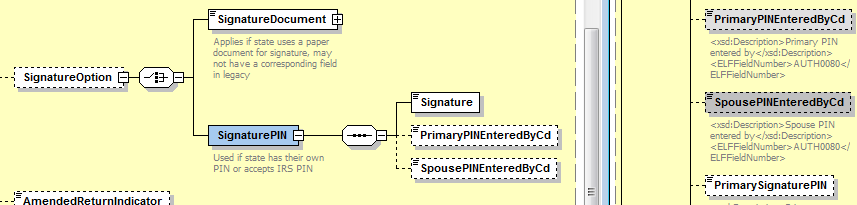 SignatureDocument
Applies if state uses a paper
document for signature, may
not have a corresponding field
in legacy
SignatureOption
SignaturePIN
Used if state has their own
PIN or accepts IRS PIN
Signature
PrimaryPINEnteredByCd
SpousePINEnteredByCd
AmendedReturnIndicator
PrimaryPINEnteredByCd
<xsd:Description>Primary PIN
entered by</xsd:Description>
<ELFFieldNumber>AUTH0080</
ELFFieldNumber>
SpousePINEnteredByCd
<xsd:Description>Spouse PIN
entered by</xsd:Description>
<ELFFieldNumber>AUTH0080</
ELFFieldNumber>
PrimarySignaturePIN